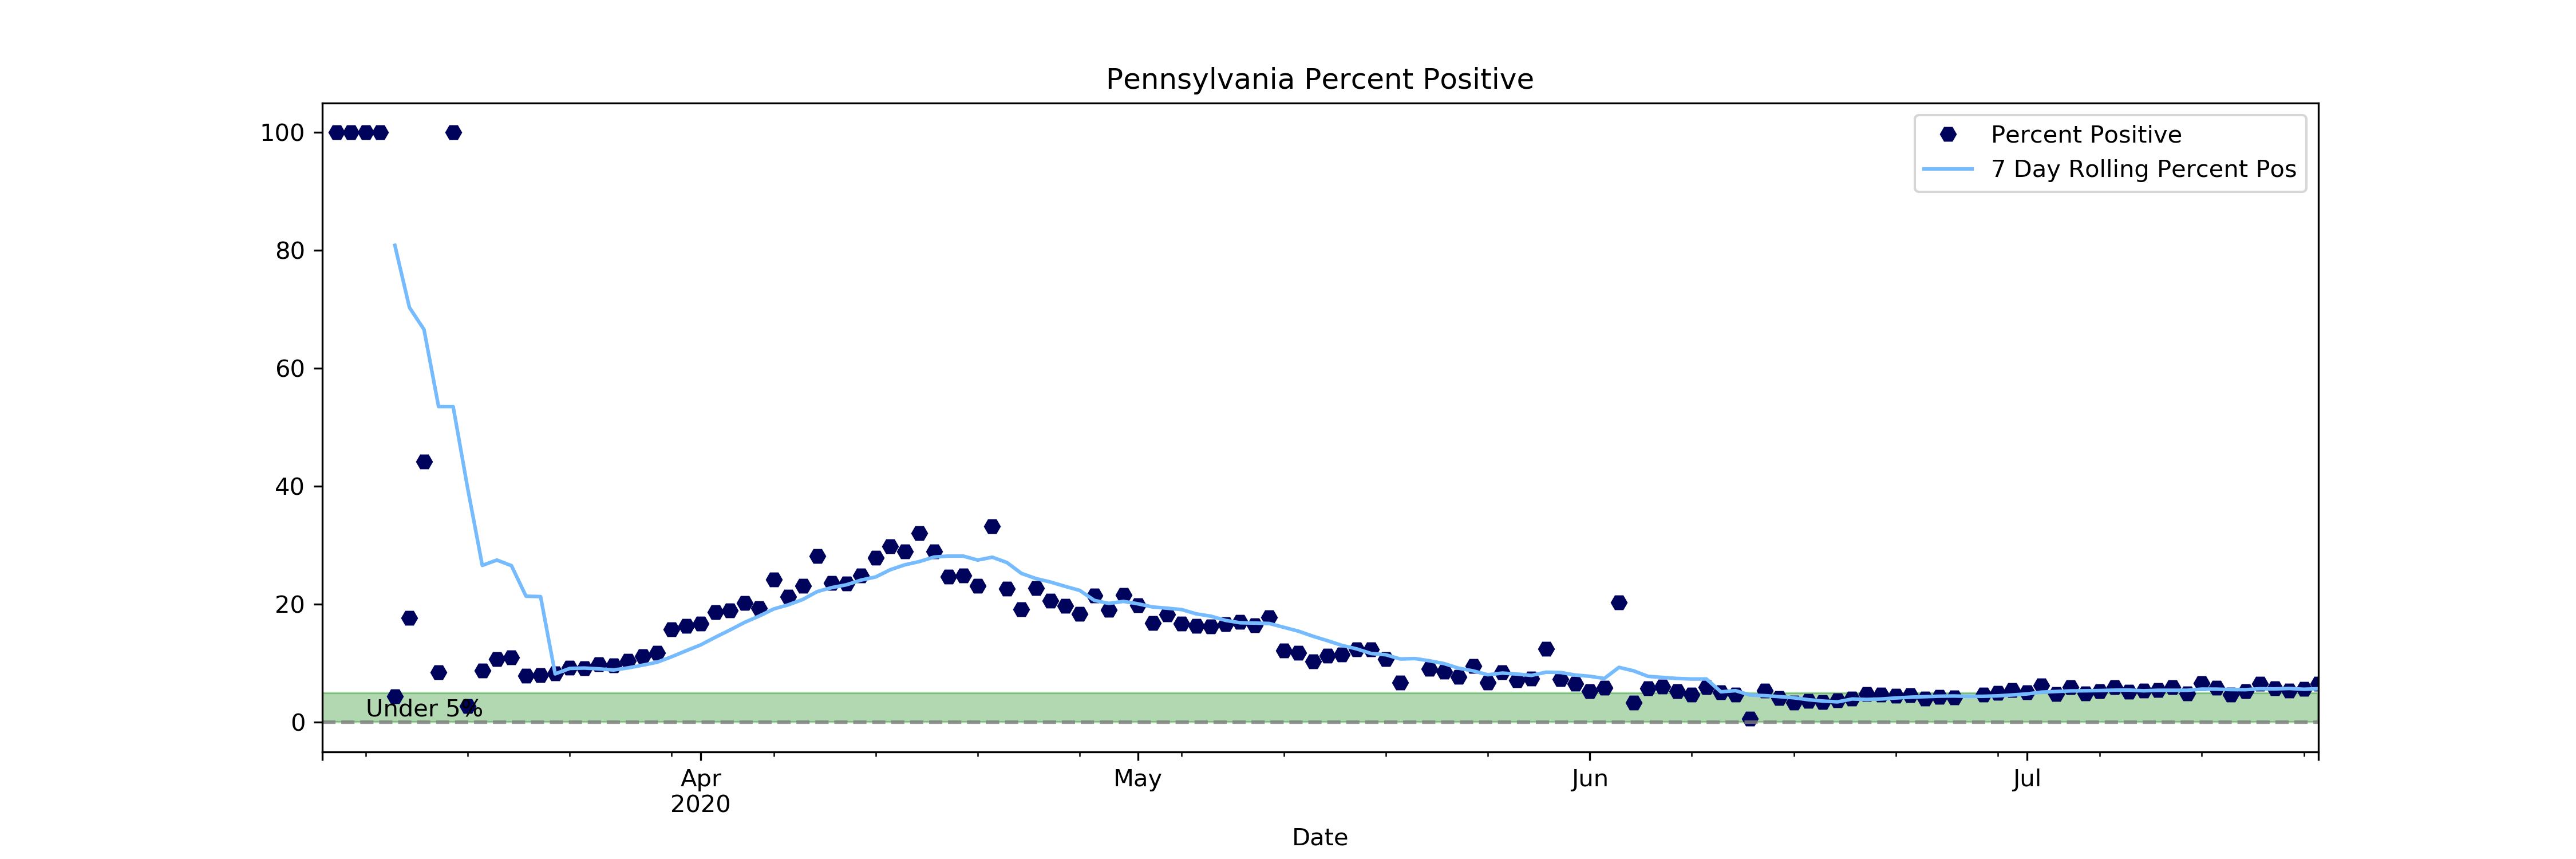 Pennsylvania Percent Positive
100
80
60
40
20
0
Percent Positive
7 Day Rolling Percent Pos
Under 5%
Apr
2020
May
Jun
Jul
Date